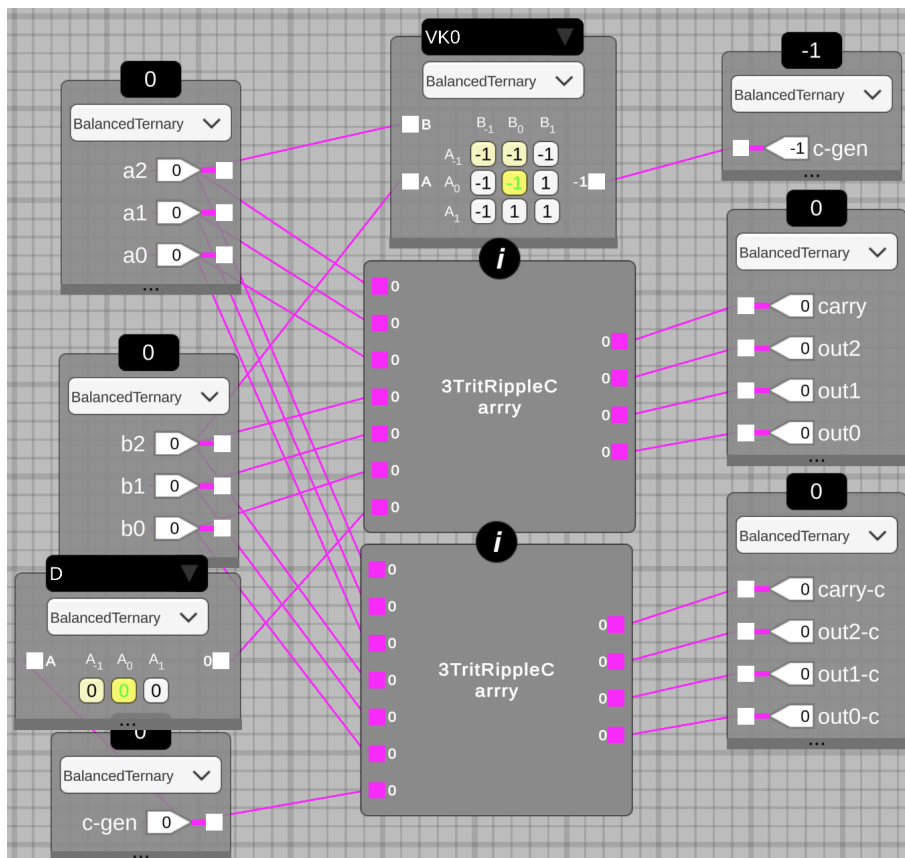 0
BalancedTernary
a2 0
a1 0
a0 0
...
VK0
BalancedTernary
B
A
B-1 B0 B1
A-1 -1 -1 -1
A0 -1 -1 1 -1
A1 -1 1 1
-1
BalancedTernary
-1 c-gen
...
0
BalancedTernary
b2 0
b1 0
b0 0
i
0
0
0
0
0
0
0
3TritRippleC
arrry
0
0
0
0
0
BalancedTernary
0 carry
0 out2
0 out1
0 out0
...
D
BalancedTernary
A A-1 A0 A1 0
0 0 0
...
0
BalancedTernary
c-gen 0
...
i
0
0
0
0
0
0
0
3TritRippleC
arrry
0
0
0
0
0
BalancedTernary
0 carry-c
0 out2-c
0 out1-c
0 out0-c
...